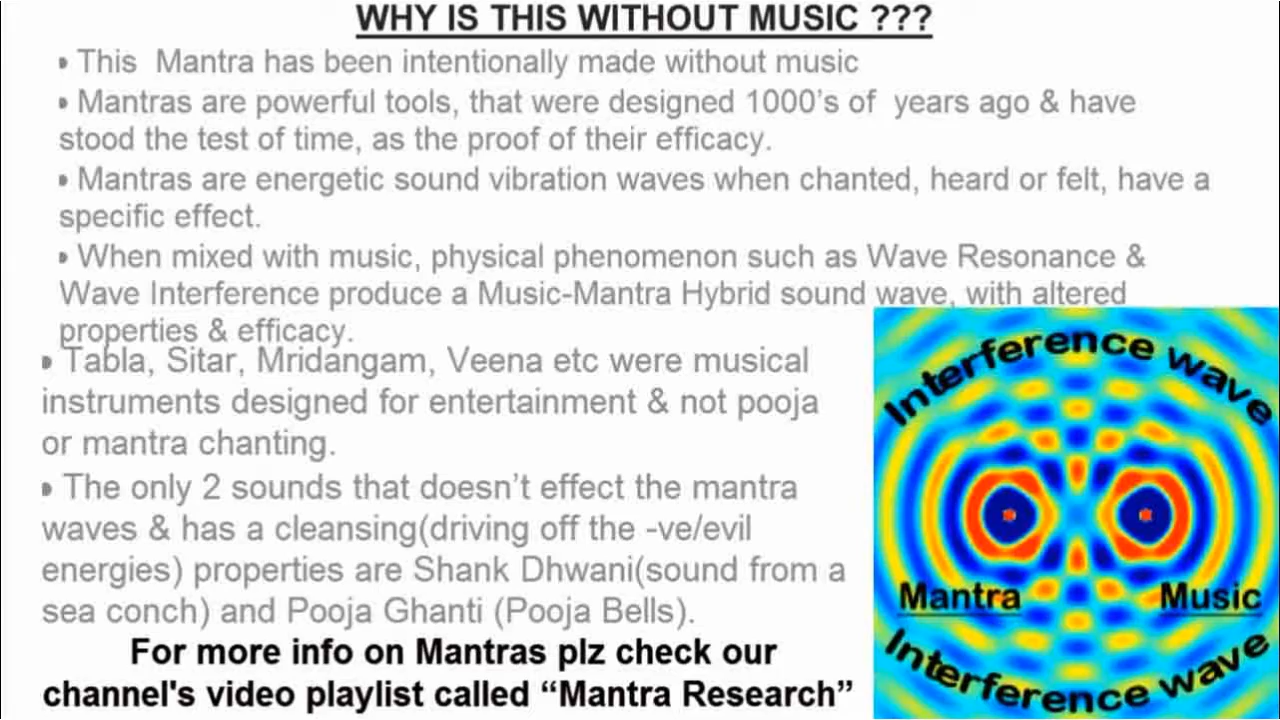 WHY IS THIS WITHOUT MUSIC ???
• This  Mantra has been intentionally made without music
• Mantras are powerful tools, that were designed 1000's of  years ago & have
stood the test of time, as the proof of their efficacy.
• Mantras are energetic sound vibration waves when chanted, heard or felt, have a
specific effect.
• When mixed with music, physical phenomenon such as Wave Resonance &
Wave Interference produce a Music-Mantra Hybrid sound wave, with altered
properties & efficacy.
• Tabla, Sitar, Mridangam, Veena etc were musical
instruments designed for entertainment & not pooja
or mantra chanting.
• The only 2 sounds that doesn't effect the mantra
waves & has a cleansing(driving off the -ve/evil
energies) properties are Shank Dhwani(sound from a
sea conch) and Pooja Ghanti (Pooja Bells).
For more info on Mantras plz check our
channel's video playlist called “Mantra Research”
Interference wave
Mantra
Music
Interference wave